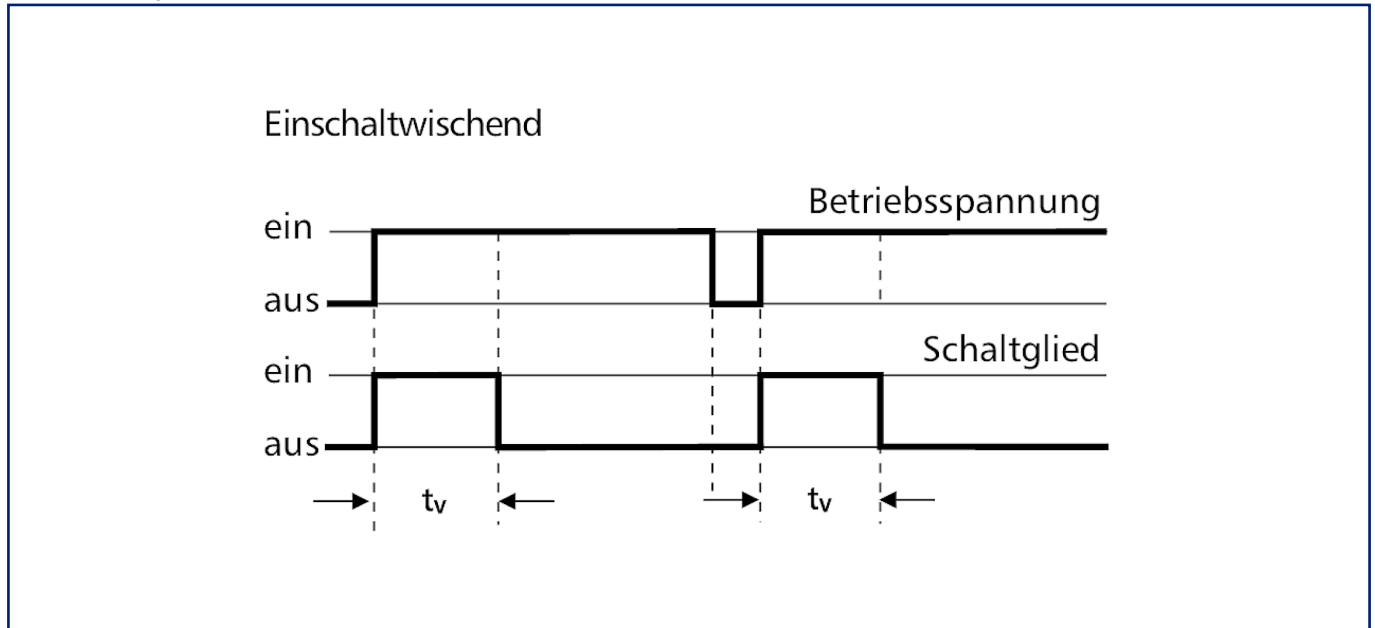 Einschaltwischend
Betriebsspannung
ein
aus
Schaltglied
ein
aus
tv tv